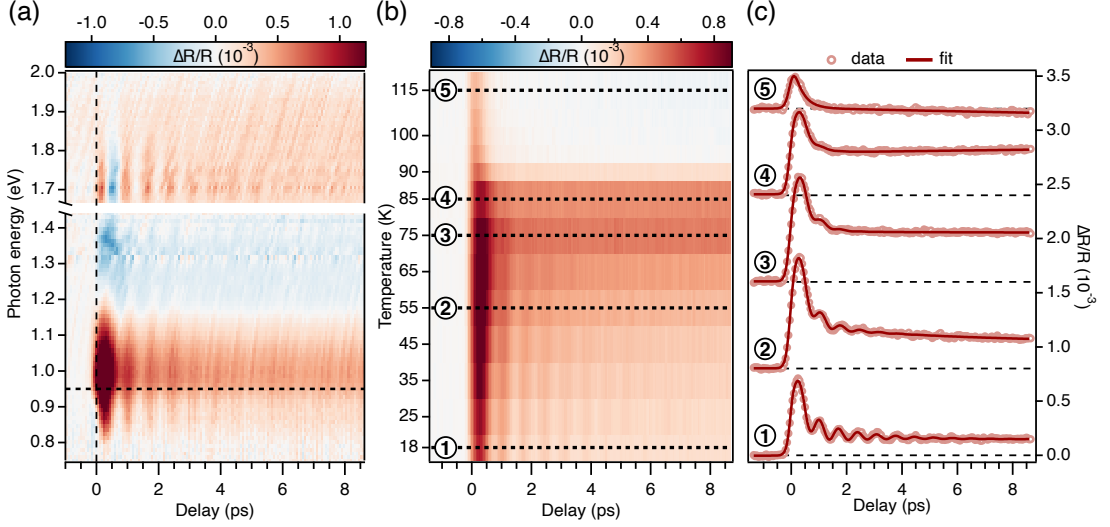 (a)
-1.0 -0.5 0.0 0.5 1.0
ΔR/R (10⁻³)
2.0
1.9
1.8
1.7
1.4
1.3
1.2
1.1
1.0
0.9
0.8
Photon energy (eV)
0 2 4 6 8
Delay (ps)
(b)
-0.8 -0.4 0.0 0.4 0.8
ΔR/R (10⁻³)
115
100
90
85
75
65
55
45
35
25
18
Temperature (K)
⑤
④
③
②
①
0 2 4 6 8
Delay (ps)
(c)
data fit
⑤
④
③
②
①
3.5
3.0
2.5
2.0
1.5
1.0
0.5
0.0
ΔR/R (10⁻³)
0 2 4 6 8
Delay (ps)